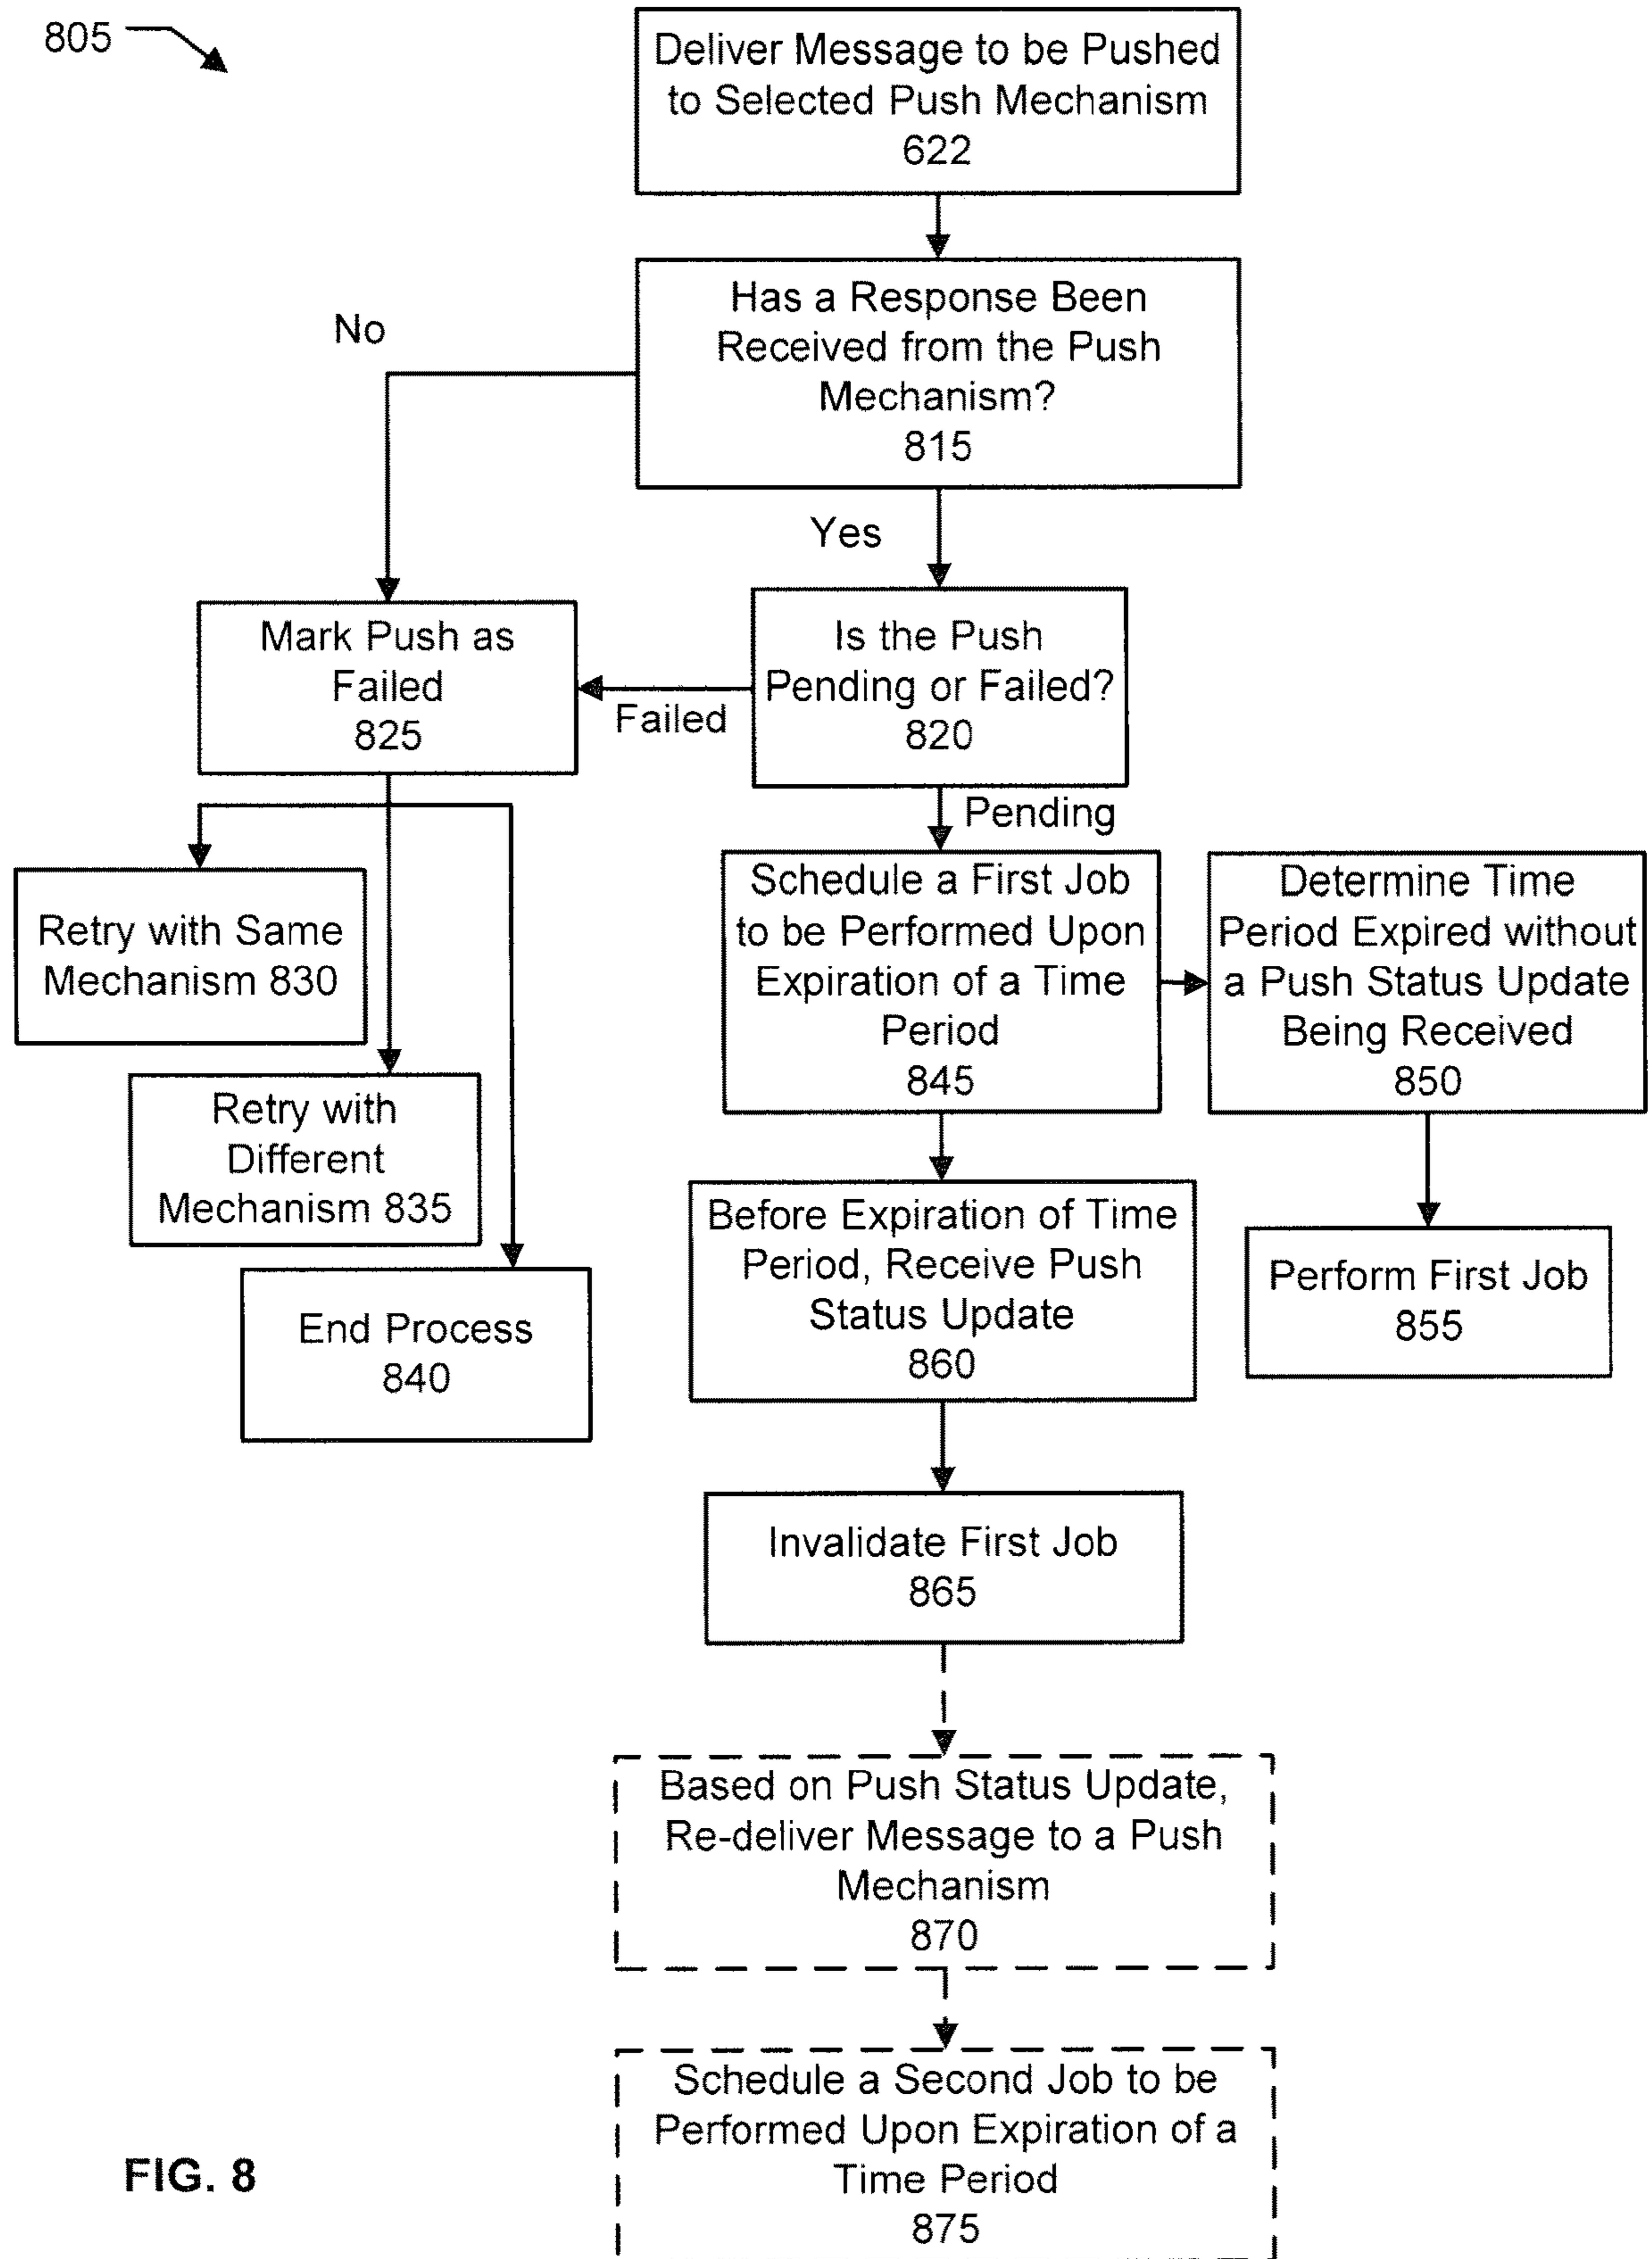 805
Deliver Message to be Pushed
to Selected Push Mechanism
622
Has a Response Been
Received from the Push
Mechanism?
815
No
Yes
Mark Push as
Failed
825
Failed
Is the Push
Pending or Failed?
820
Pending
Retry with Same
Mechanism 830
Retry with
Different
Mechanism 835
End Process
840
Schedule a First Job
to be Performed Upon
Expiration of a Time
Period
845
Determine Time
Period Expired without
a Push Status Update
Being Received
850
Before Expiration of Time
Period, Receive Push
Status Update
860
Perform First Job
855
Invalidate First Job
865
Based on Push Status Update,
Re-deliver Message to a Push
Mechanism
870
Schedule a Second Job to be
Performed Upon Expiration of a
Time Period
875
FIG. 8